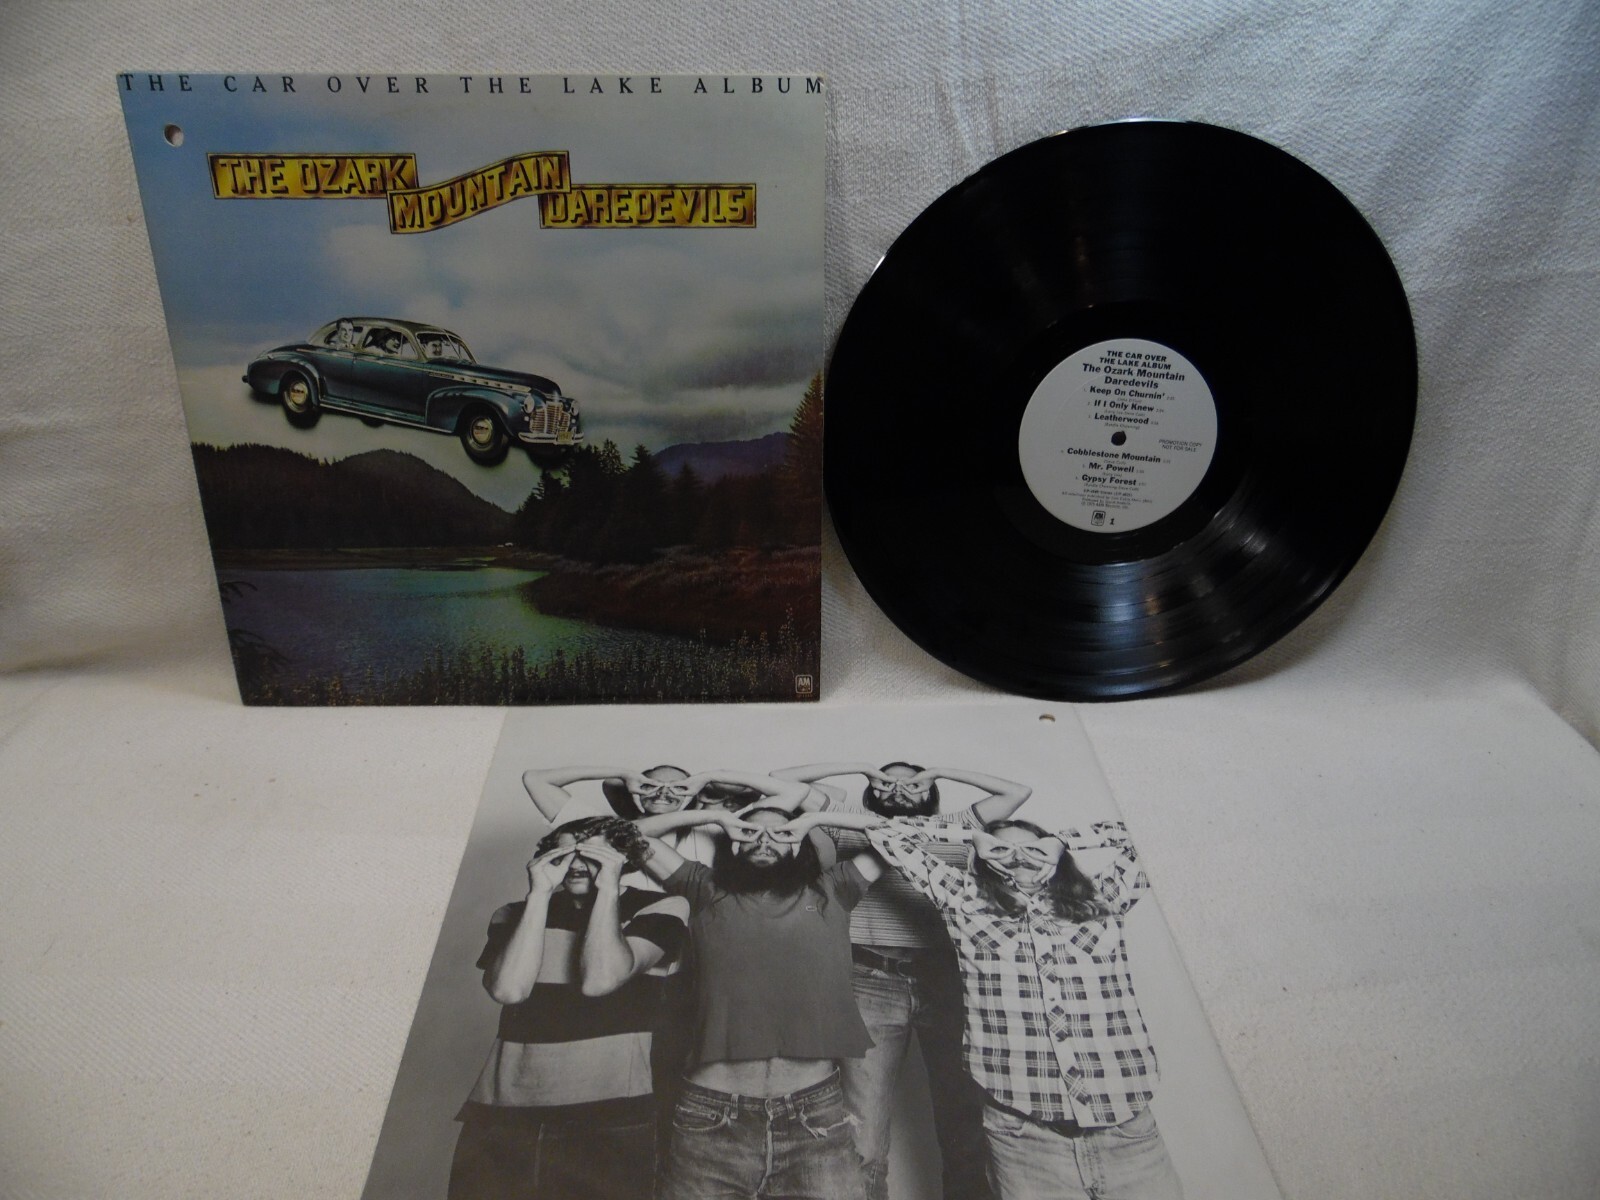 THE CAR OVER THE LAKE ALBUM
THE OZARK
MOUNTAIN
DAREDEVILS
A&M
THE CAR OVER
THE LAKE ALBUM
The Ozark Mountain
Daredevils
Keep On Churnin'
If I Only Knew
Leatherwood
PROMOTION COPY
NOT FOR SALE
Cobblestone Mountain
Mr. Powell
Gypsy Forest
A&M
1